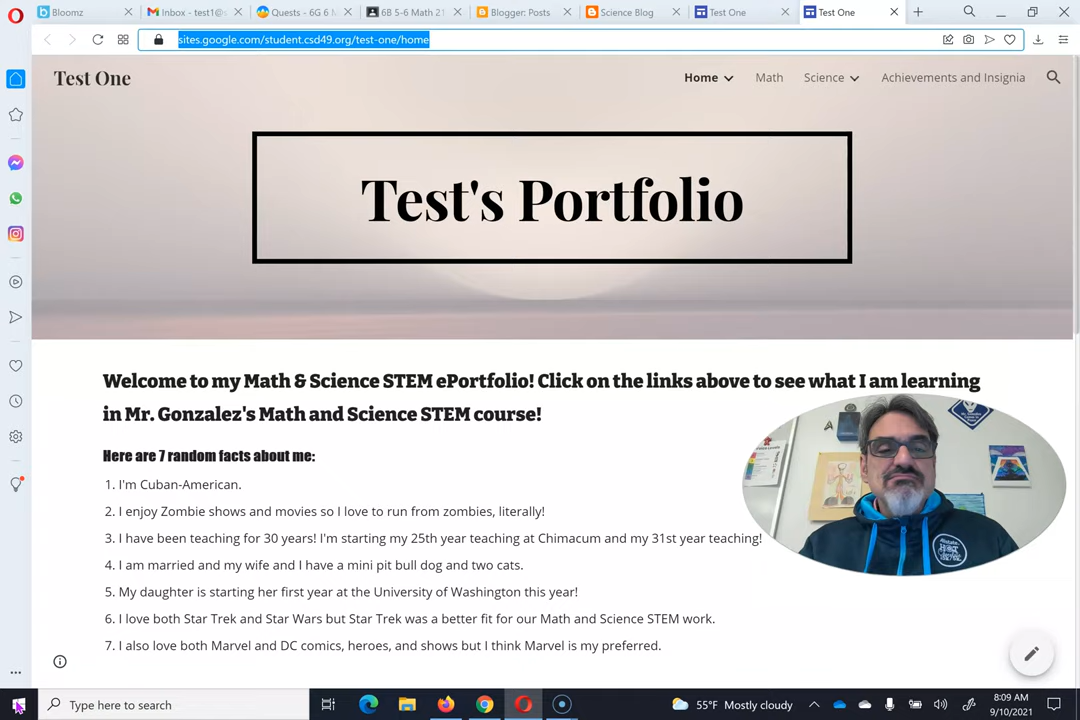 Bloomz
Inbox - test1@s
Quests - 6G 6 M
6B 5-6 Math 21
Blogger: Posts
Science Blog
Test One
Test One
sites.google.com/student.csd49.org/test-one/home
Test One
Home
Math
Science
Achievements and Insignia
Test's Portfolio
Welcome to my Math & Science STEM ePortfolio! Click on the links above to see what I am learning
in Mr. Gonzalez's Math and Science STEM course!
Here are 7 random facts about me:
1. I'm Cuban-American.
2. I enjoy Zombie shows and movies so I love to run from zombies, literally!
3. I have been teaching for 30 years! I'm starting my 25th year teaching at Chimacum and my 31st year teaching!
4. I am married and my wife and I have a mini pit bull dog and two cats.
5. My daughter is starting her first year at the University of Washington this year!
6. I love both Star Trek and Star Wars but Star Trek was a better fit for our Math and Science STEM work.
7. I also love both Marvel and DC comics, heroes, and shows but I think Marvel is my preferred.
Type here to search
55°F Mostly cloudy
8:09 AM
9/10/2021